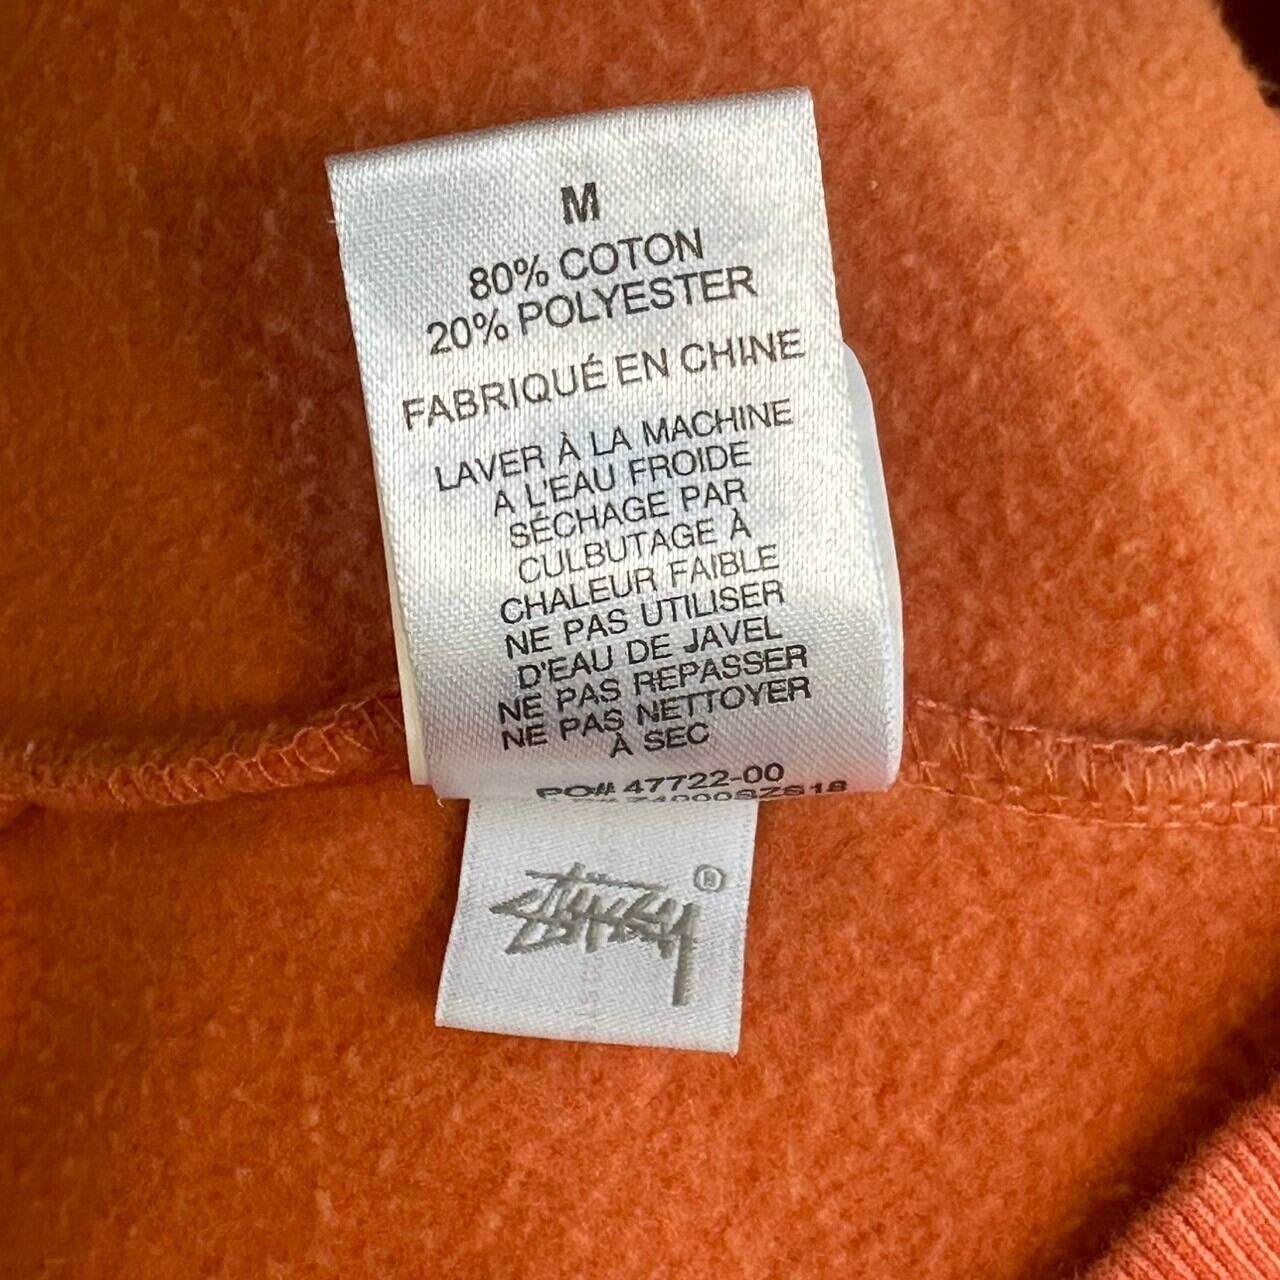 M
80% COTON
20% POLYESTER
FABRIQUÉ EN CHINE
LAVER À LA MACHINE
A L'EAU FROIDE
SÉCHAGE PAR
CULBUTAGE À
CHALEUR FAIBLE
NE PAS UTILISER
D'EAU DE JAVEL
NE PAS REPASSER
NE PAS NETTOYER
À SEC
PO# 47722-00
Stüssy ®